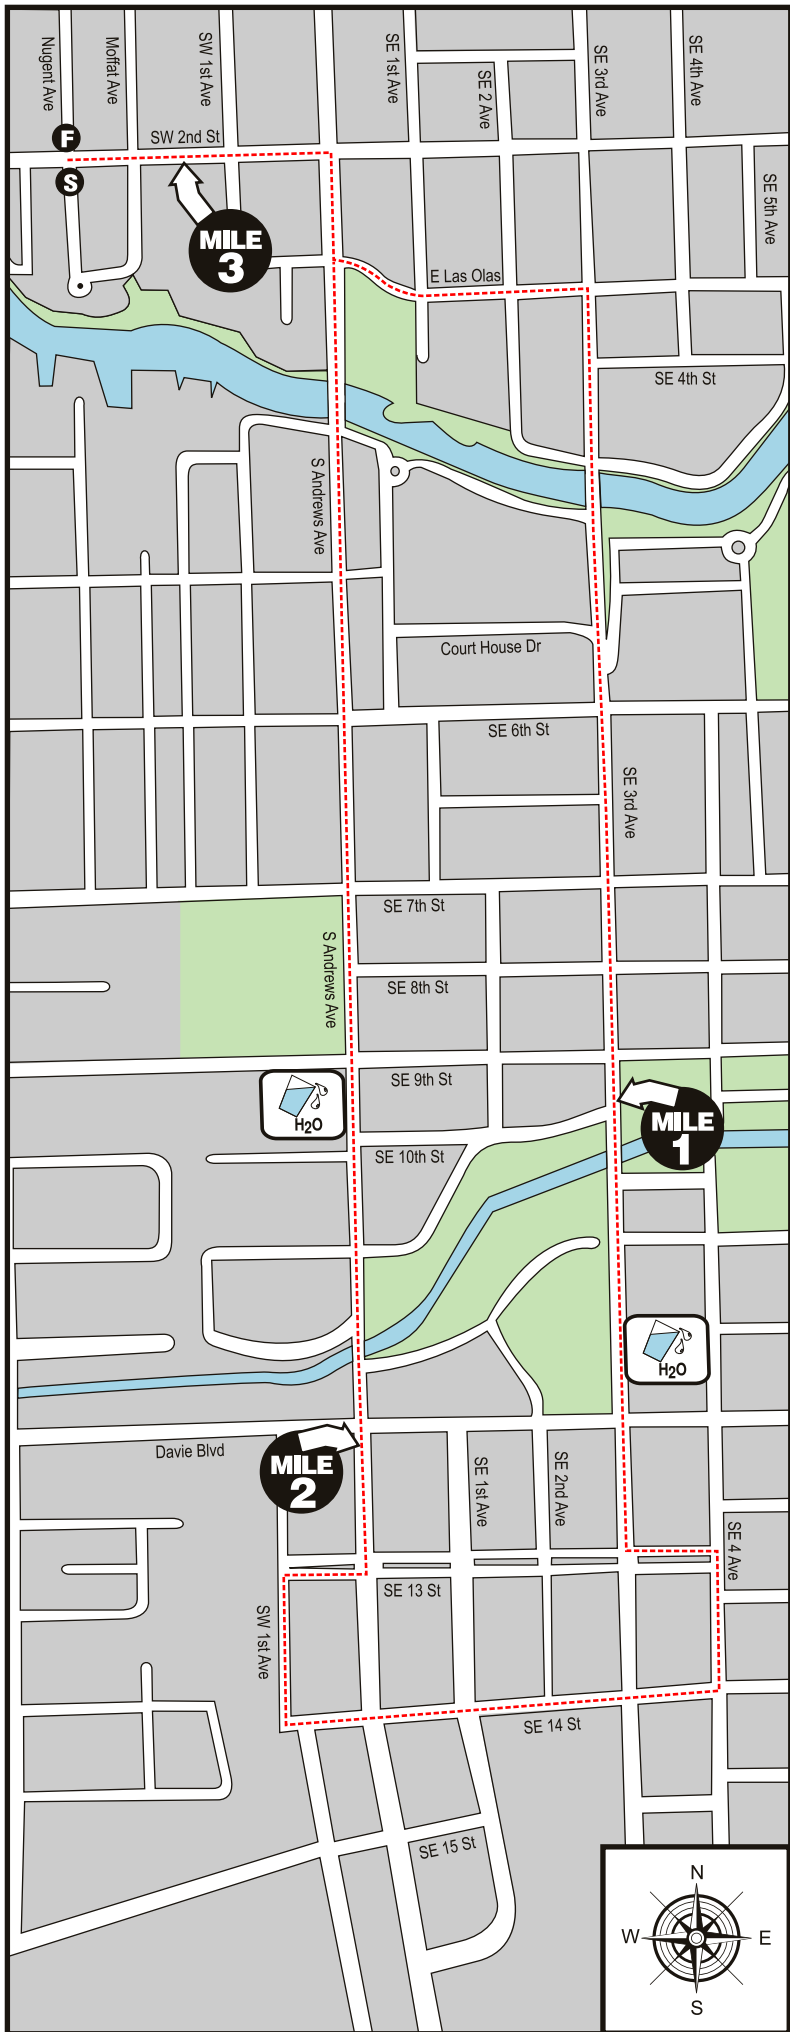 Nugent Ave
Moffat Ave
SW 1st Ave
SE 1st Ave
SE 2 Ave
SE 3rd Ave
SE 4th Ave
F
SW 2nd St
S
SE 5th Ave
MILE
3
E Las Olas
SE 4th St
S Andrews Ave
Court House Dr
SE 6th St
SE 3rd Ave
SE 7th St
S Andrews Ave
SE 8th St
SE 9th St
H2O
MILE
1
SE 10th St
H2O
Davie Blvd
MILE
2
SE 1st Ave
SE 2nd Ave
SE 4 Ave
SE 13 St
SW 1st Ave
SE 14 St
SE 15 St
N
W
E
S